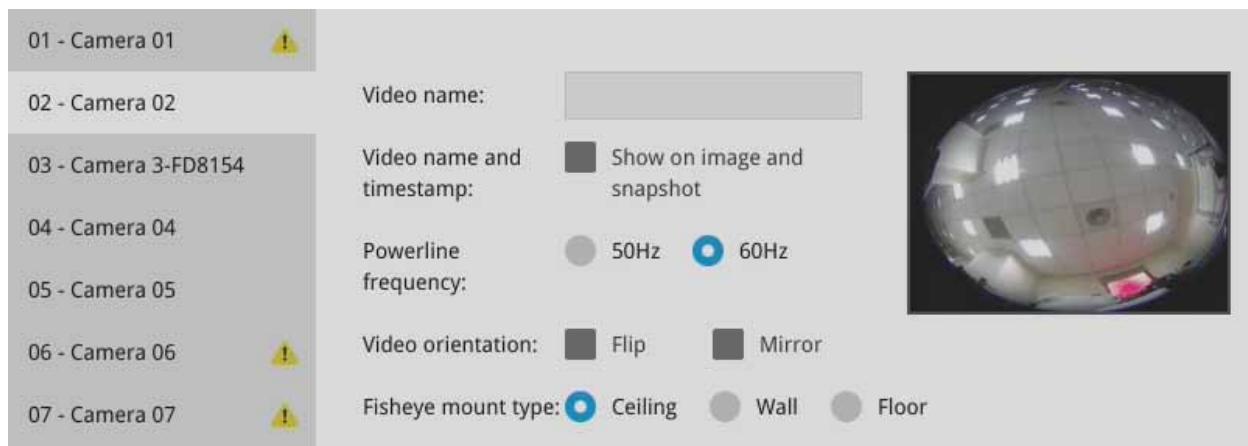 01 - Camera 01
02 - Camera 02
03 - Camera 3-FD8154
04 - Camera 04
05 - Camera 05
06 - Camera 06
07 - Camera 07
Video name:
Video name and
timestamp:
Show on image and
snapshot
Powerline
frequency:
50Hz
60Hz
Video orientation:
Flip
Mirror
Fisheye mount type:
Ceiling
Wall
Floor